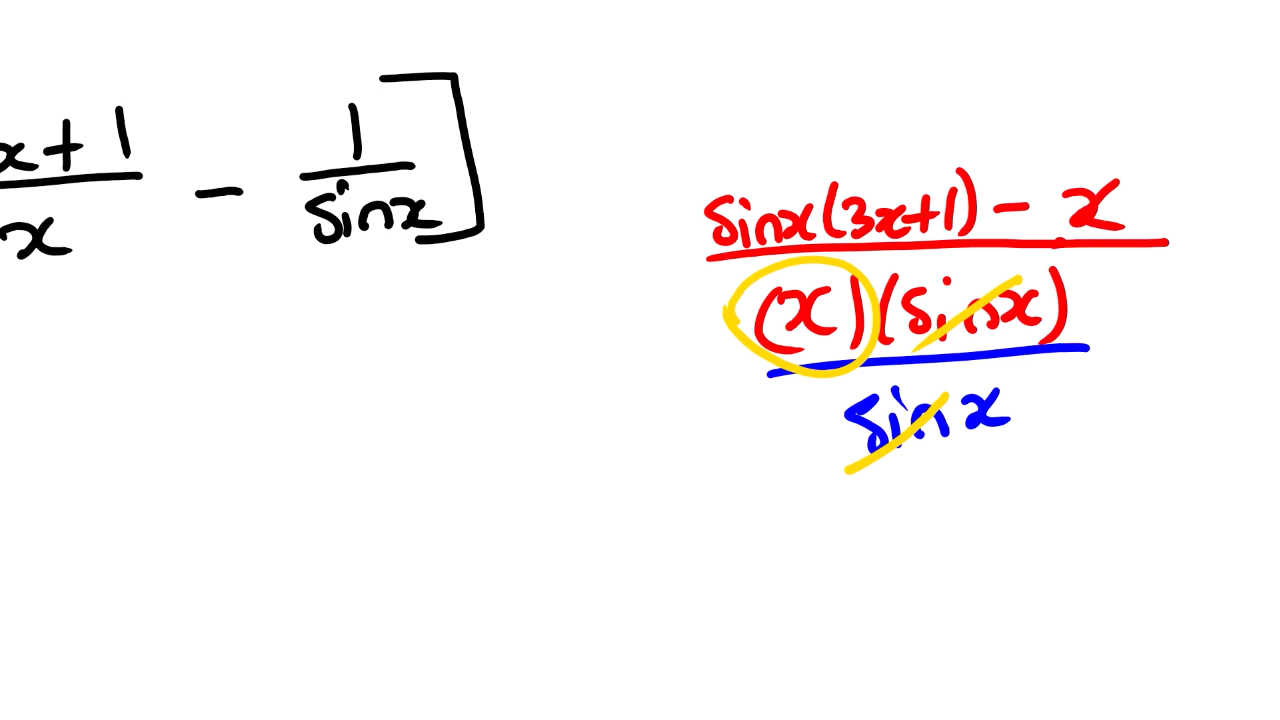 x + 1 / x - 1 / sinx ]
sinx(3x+1) - x
(x)(sinx)
sinx